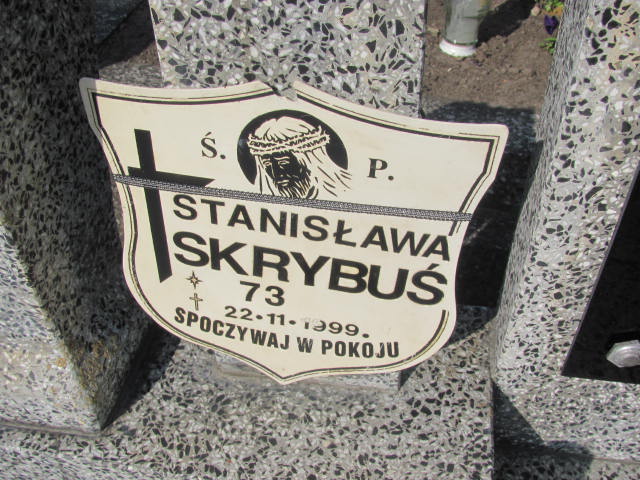 Ś. P.
STANISŁAWA
SKRYBUŚ
73
22·11·1999.
SPOCZYWAJ W POKOJU